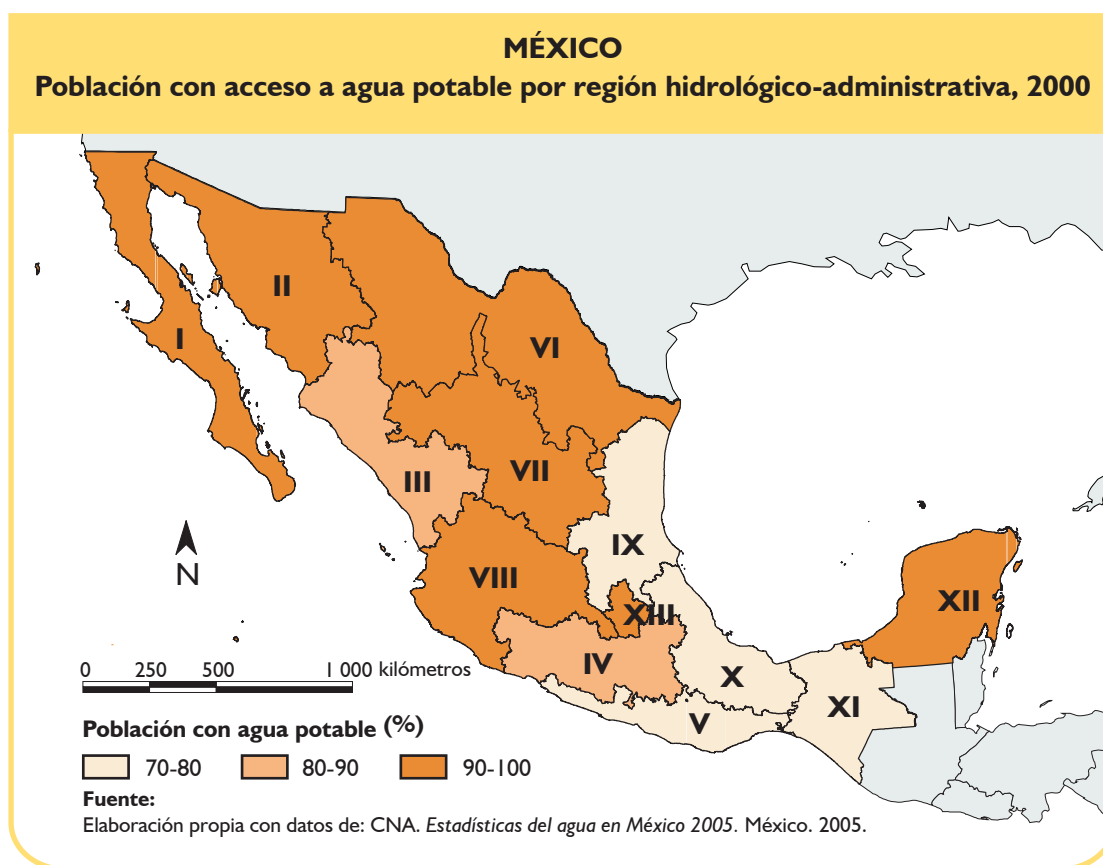 MÉXICO
Población con acceso a agua potable por región hidrológico-administrativa, 2000
I
II
III
IV
V
VI
VII
VIII
IX
X
XI
XII
XIII
N
0 250 500 1 000 kilómetros
Población con agua potable (%)
70-80 80-90 90-100
Fuente:
Elaboración propia con datos de: CNA. Estadísticas del agua en México 2005. México. 2005.